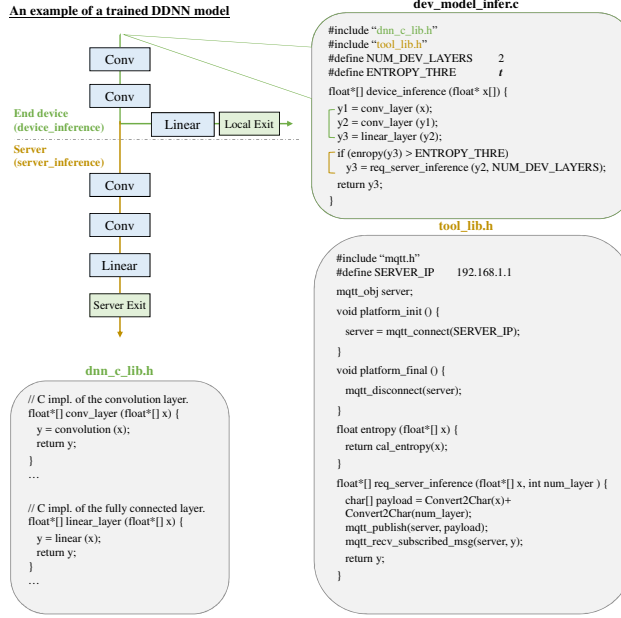 An example of a trained DDNN model
Conv
Conv
End device
(device_inference)
Linear
Local Exit
Server
(server_inference)
Conv
Conv
Linear
Server Exit
dnn_c_lib.h
// C impl. of the convolution layer.
float*[] conv_layer (float*[] x) {
y = convolution (x);
return y;
}
…
// C impl. of the fully connected layer.
float*[] linear_layer (float*[] x) {
y = linear (x);
return y;
}
…
dev_model_infer.c
#include “dnn_c_lib.h”
#include “tool_lib.h”
#define NUM_DEV_LAYERS 2
#define ENTROPY_THRE t
float*[] device_inference (float* x[]) {
y1 = conv_layer (x);
y2 = conv_layer (y1);
y3 = linear_layer (y2);
if (enropy(y3) > ENTROPY_THRE)
y3 = req_server_inference (y2, NUM_DEV_LAYERS);
return y3;
}
tool_lib.h
#include “mqtt.h”
#define SERVER_IP 192.168.1.1
mqtt_obj server;
void platform_init () {
server = mqtt_connect(SERVER_IP);
}
void platform_final () {
mqtt_disconnect(server);
}
float entropy (float*[] x) {
return cal_entropy(x);
}
float*[] req_server_inference (float*[] x, int num_layer ) {
char[] payload = Convert2Char(x)+
Convert2Char(num_layer);
mqtt_publish(server, payload);
mqtt_recv_subscribed_msg(server, y);
return y;
}